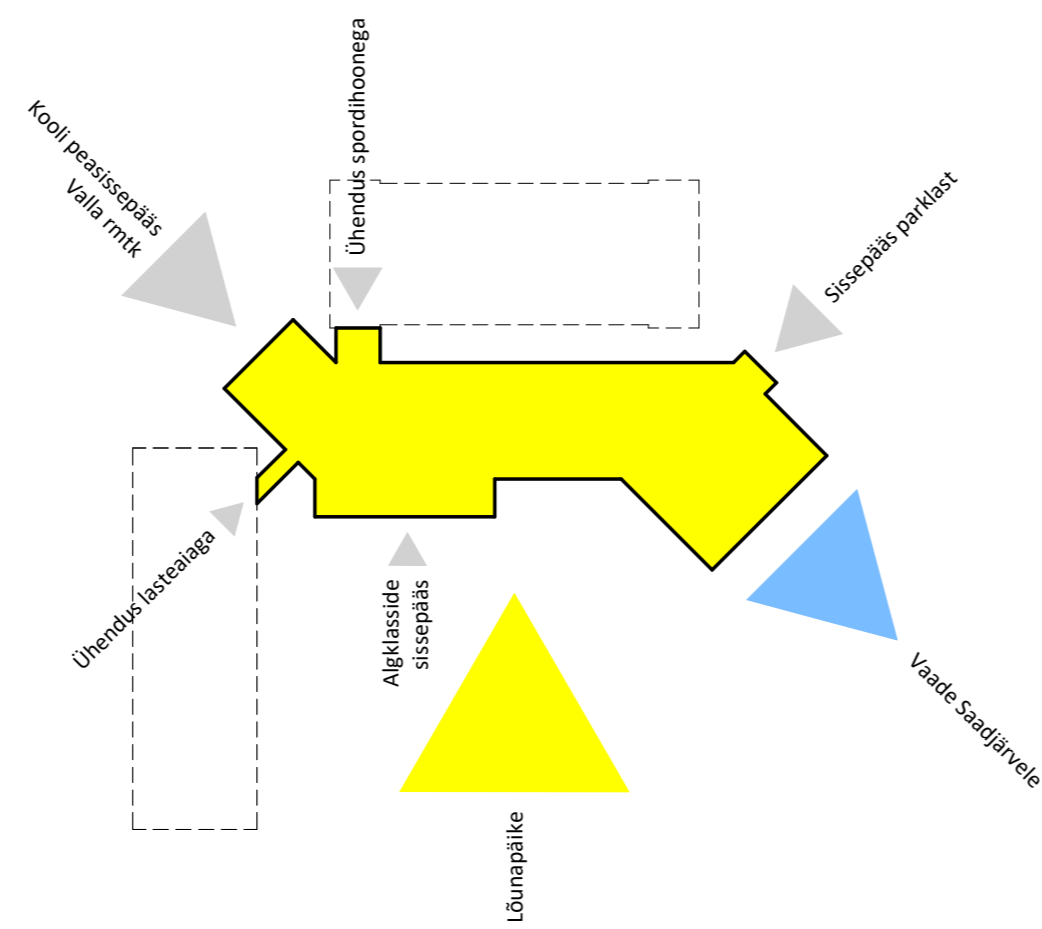 Kooli peasissepääs
Valla rmtk
Ühendus spordihoonega
Sissepääs parklast
Ühendus lasteaiaga
Algklasside
sissepääs
Vaade Saadjärvele
Lõunapäike